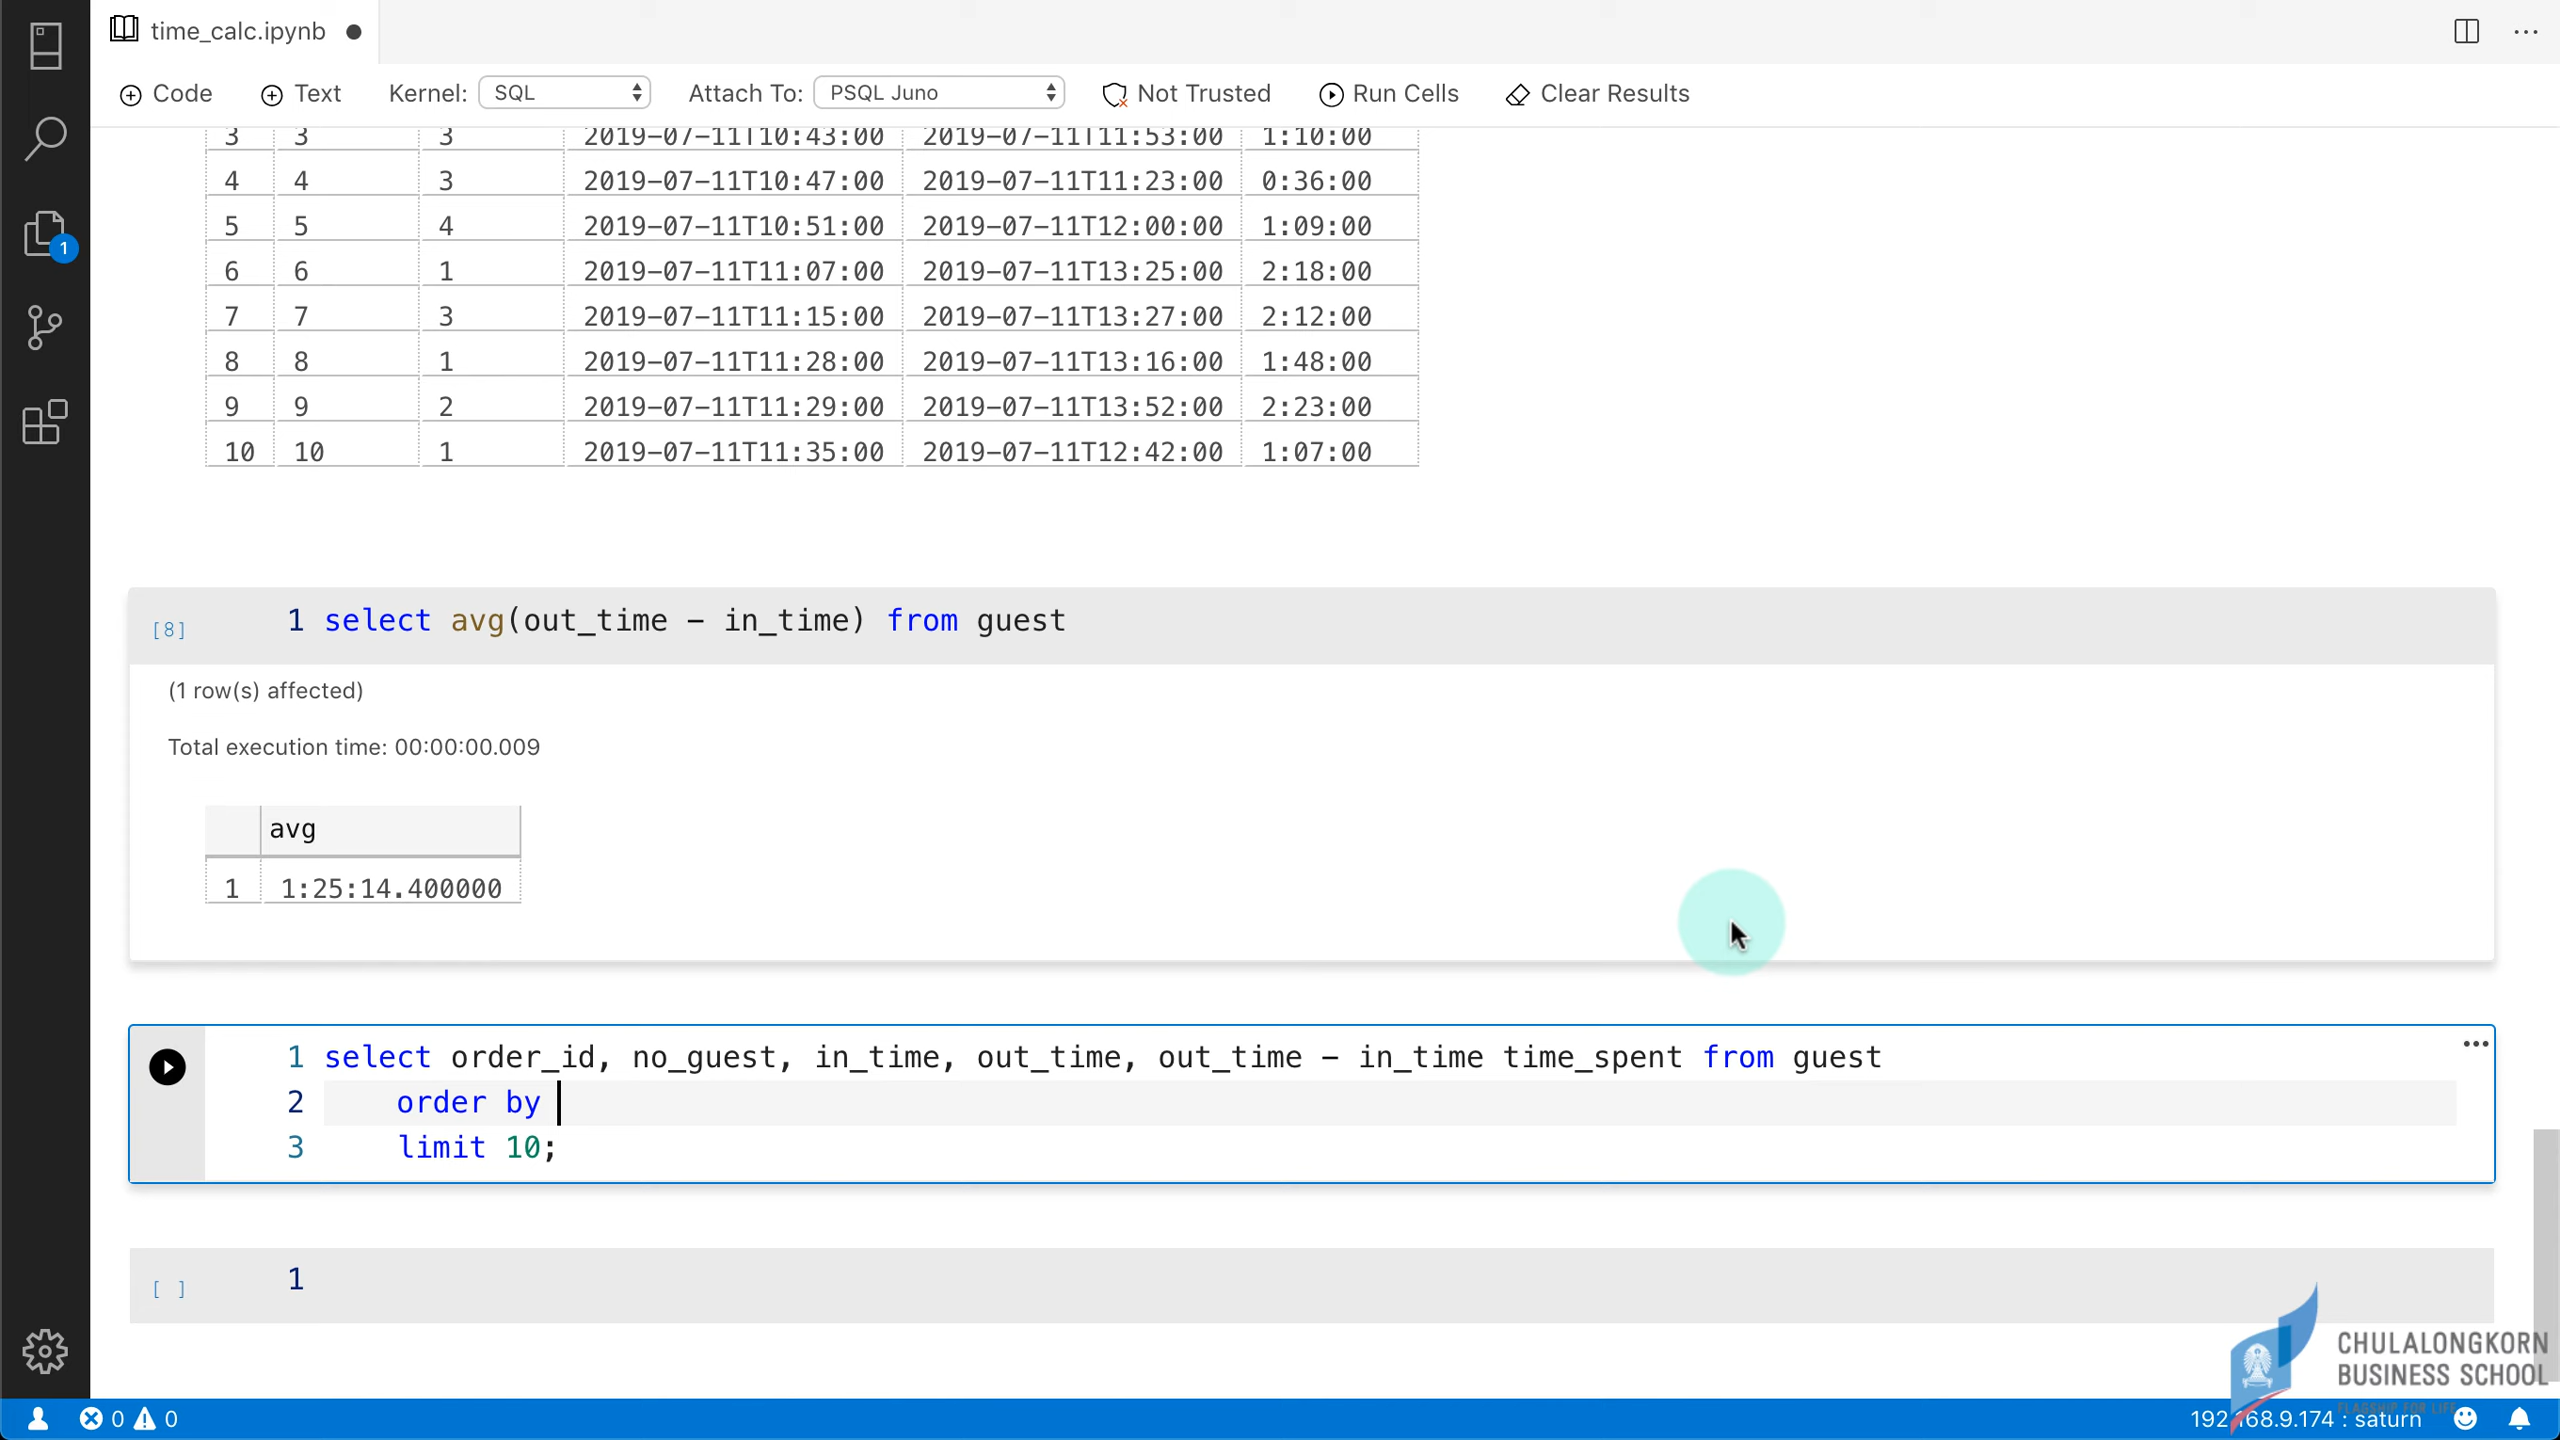 time_calc.ipynb
Code Text Kernel: SQL Attach To: PSQL Juno Not Trusted Run Cells Clear Results
3 3 3 2019-07-11T10:43:00 2019-07-11T11:53:00 1:10:00
4 4 3 2019-07-11T10:47:00 2019-07-11T11:23:00 0:36:00
5 5 4 2019-07-11T10:51:00 2019-07-11T12:00:00 1:09:00
6 6 1 2019-07-11T11:07:00 2019-07-11T13:25:00 2:18:00
7 7 3 2019-07-11T11:15:00 2019-07-11T13:27:00 2:12:00
8 8 1 2019-07-11T11:28:00 2019-07-11T13:16:00 1:48:00
9 9 2 2019-07-11T11:29:00 2019-07-11T13:52:00 2:23:00
10 10 1 2019-07-11T11:35:00 2019-07-11T12:42:00 1:07:00
1
[8] 1 select avg(out_time - in_time) from guest
(1 row(s) affected)
Total execution time: 00:00:00.009
avg
1 1:25:14.400000
1 select order_id, no_guest, in_time, out_time, out_time - in_time time_spent from guest
2 order by
3 limit 10;
[ ] 1
CHULALONGKORN
BUSINESS SCHOOL
FLAGSHIP FOR LIFE
0 0 192.168.9.174 : saturn